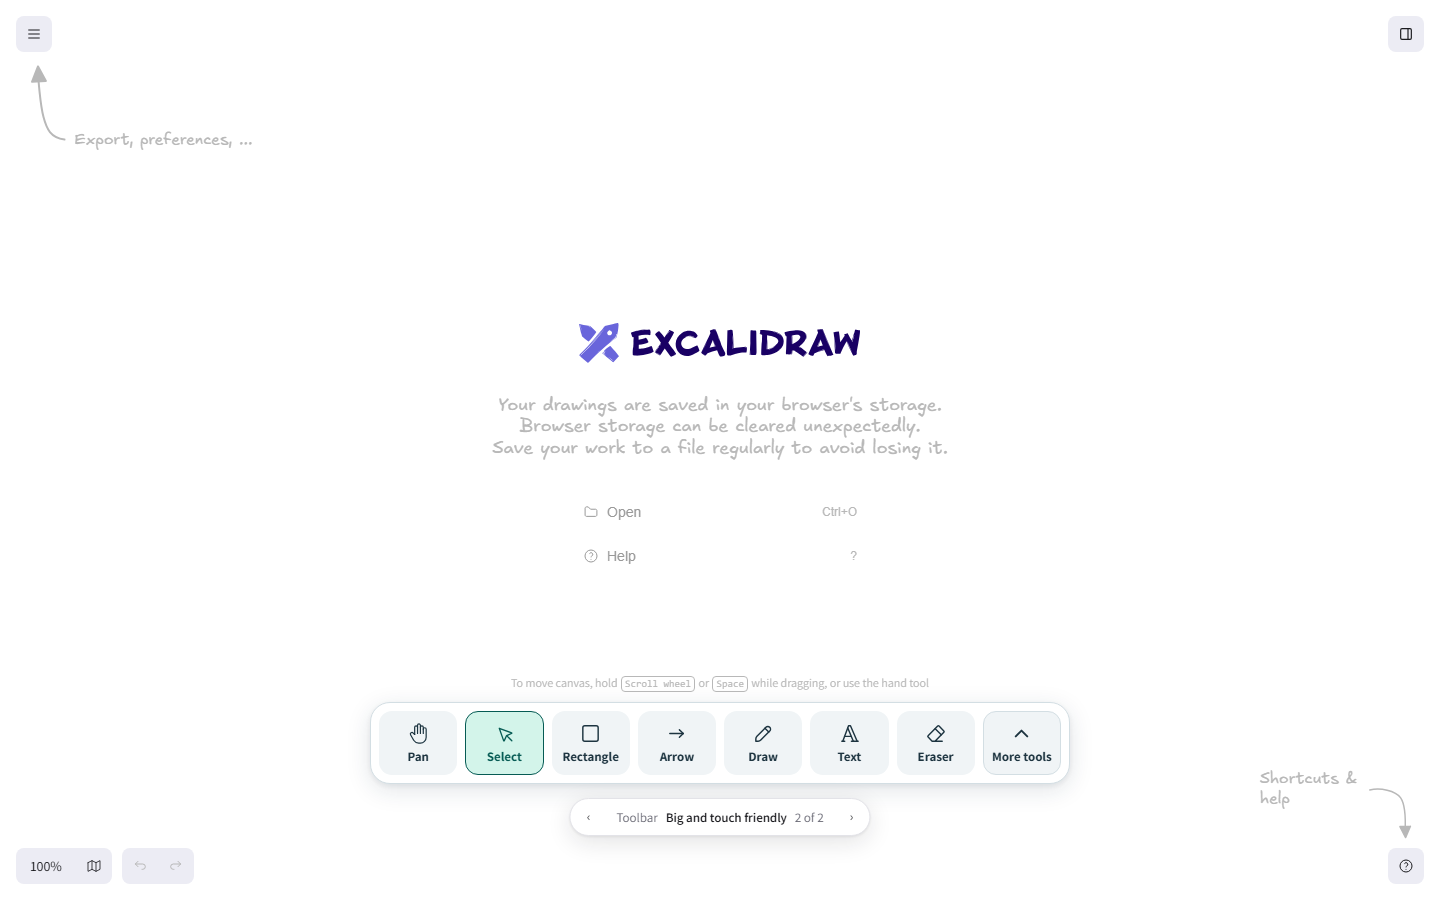 Export, preferences, ...
EXCALIDRAW
Your drawings are saved in your browser's storage.
Browser storage can be cleared unexpectedly.
Save your work to a file regularly to avoid losing it.
Open Ctrl+O
Help ?
To move canvas, hold Scroll wheel or Space while dragging, or use the hand tool
Pan Select Rectangle Arrow Draw Text Eraser More tools
Shortcuts &
help
‹ Toolbar Big and touch friendly 2 of 2 ›
100%